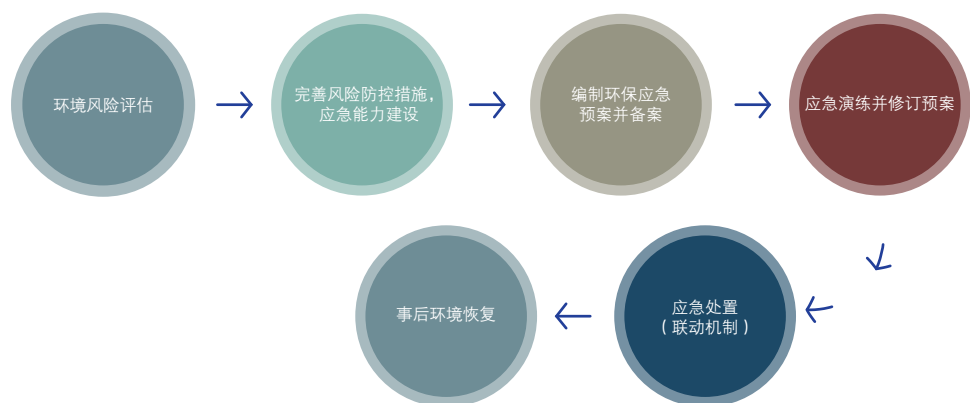 环境风险评估
完善风险防控措施，
应急能力建设
编制环保应急
预案并备案
应急演练并修订预案
应急处置
（联动机制）
事后环境恢复